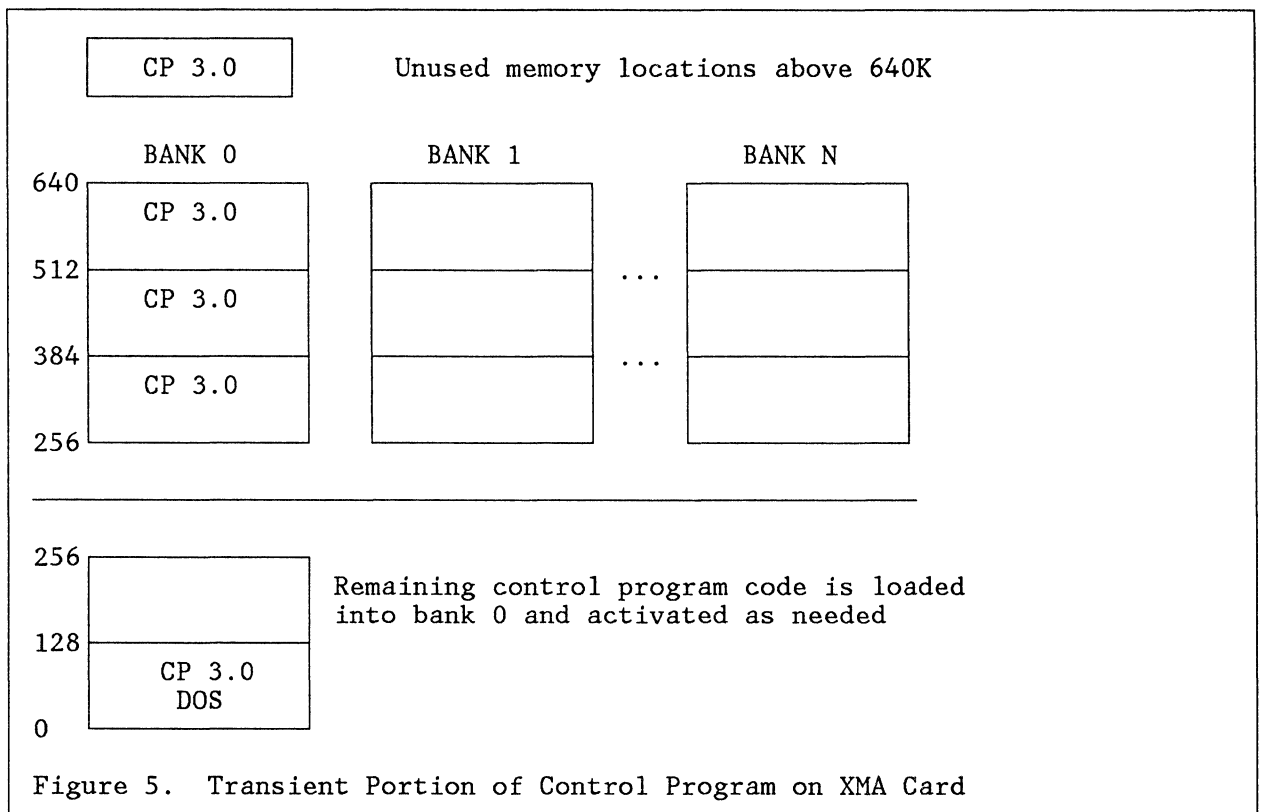 CP 3.0 Unused memory locations above 640K
BANK 0 BANK 1 BANK N
640
CP 3.0
512 ...
CP 3.0
384 ...
CP 3.0
256
256
Remaining control program code is loaded
into bank 0 and activated as needed
128
CP 3.0
DOS
0
Figure 5. Transient Portion of Control Program on XMA Card